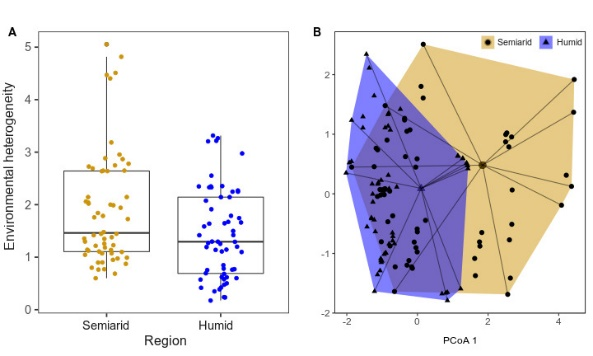 A
Environmental heterogeneity
5
4
3
2
1
0
Semiarid Humid
Region
B
Semiarid Humid
2
1
0
-1
-2
-2 0 2 4
PCoA 1